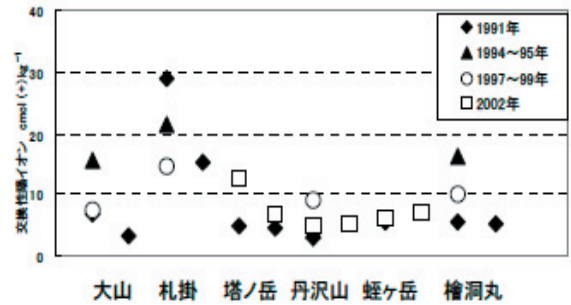 40
30
20
10
0
交換性陽イオン cmol (+) kg⁻¹
◆ 1991年
▲ 1994～95年
○ 1997～99年
□ 2002年
大山 札掛 塔ノ岳 丹沢山 蛭ヶ岳 檜洞丸